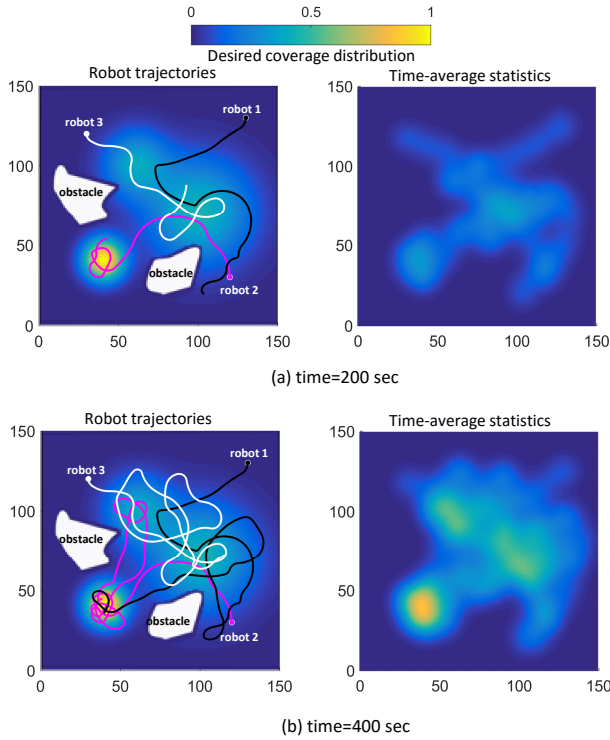 0 0.5 1
Desired coverage distribution
Robot trajectories Time-average statistics
150 150
robot 1
robot 3
100 100
obstacle
50 50
obstacle
robot 2
0 0
0 50 100 150 0 50 100 150
(a) time=200 sec
Robot trajectories Time-average statistics
150 150
robot 1
robot 3
100 100
obstacle
50 50
obstacle
robot 2
0 0
0 50 100 150 0 50 100 150
(b) time=400 sec